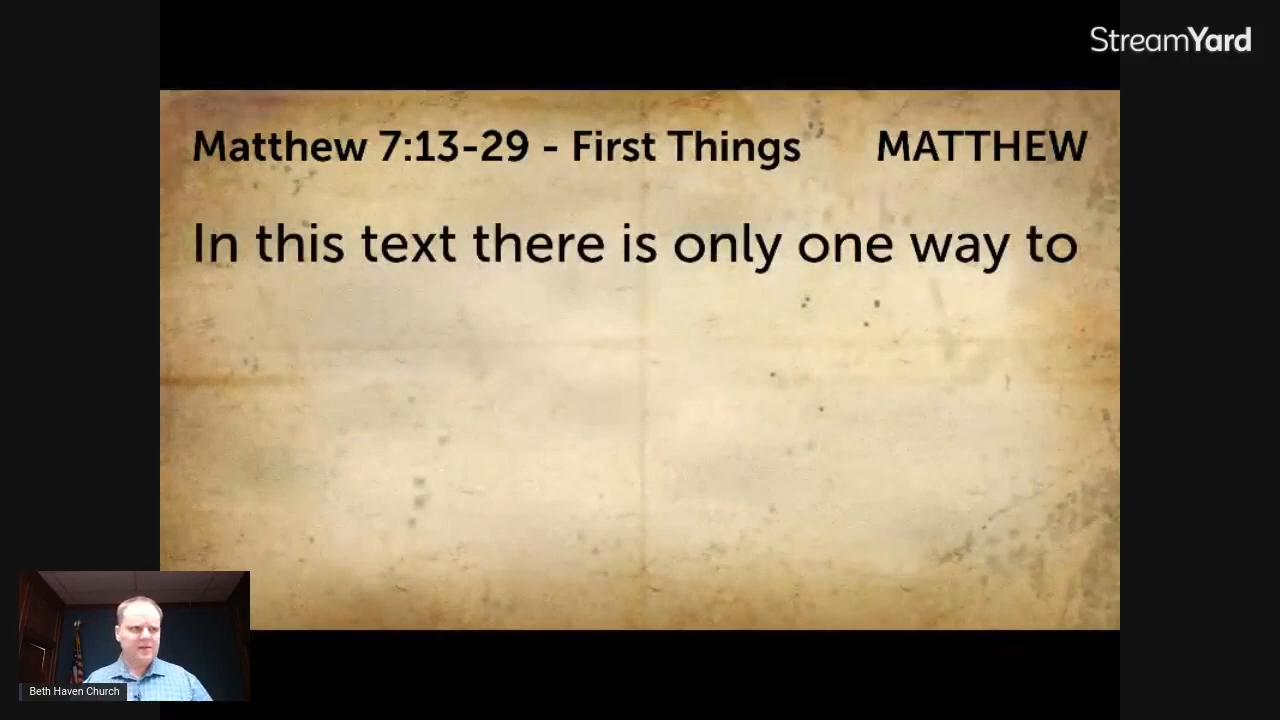 StreamYard
Matthew 7:13-29 - First Things MATTHEW
In this text there is only one way to
Beth Haven Church